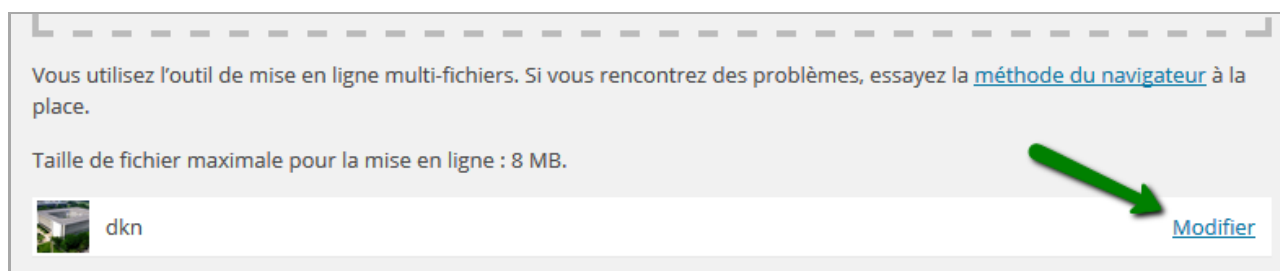 Vous utilisez l'outil de mise en ligne multi-fichiers. Si vous rencontrez des problèmes, essayez la méthode du navigateur à la
place.
Taille de fichier maximale pour la mise en ligne : 8 MB.
dkn Modifier